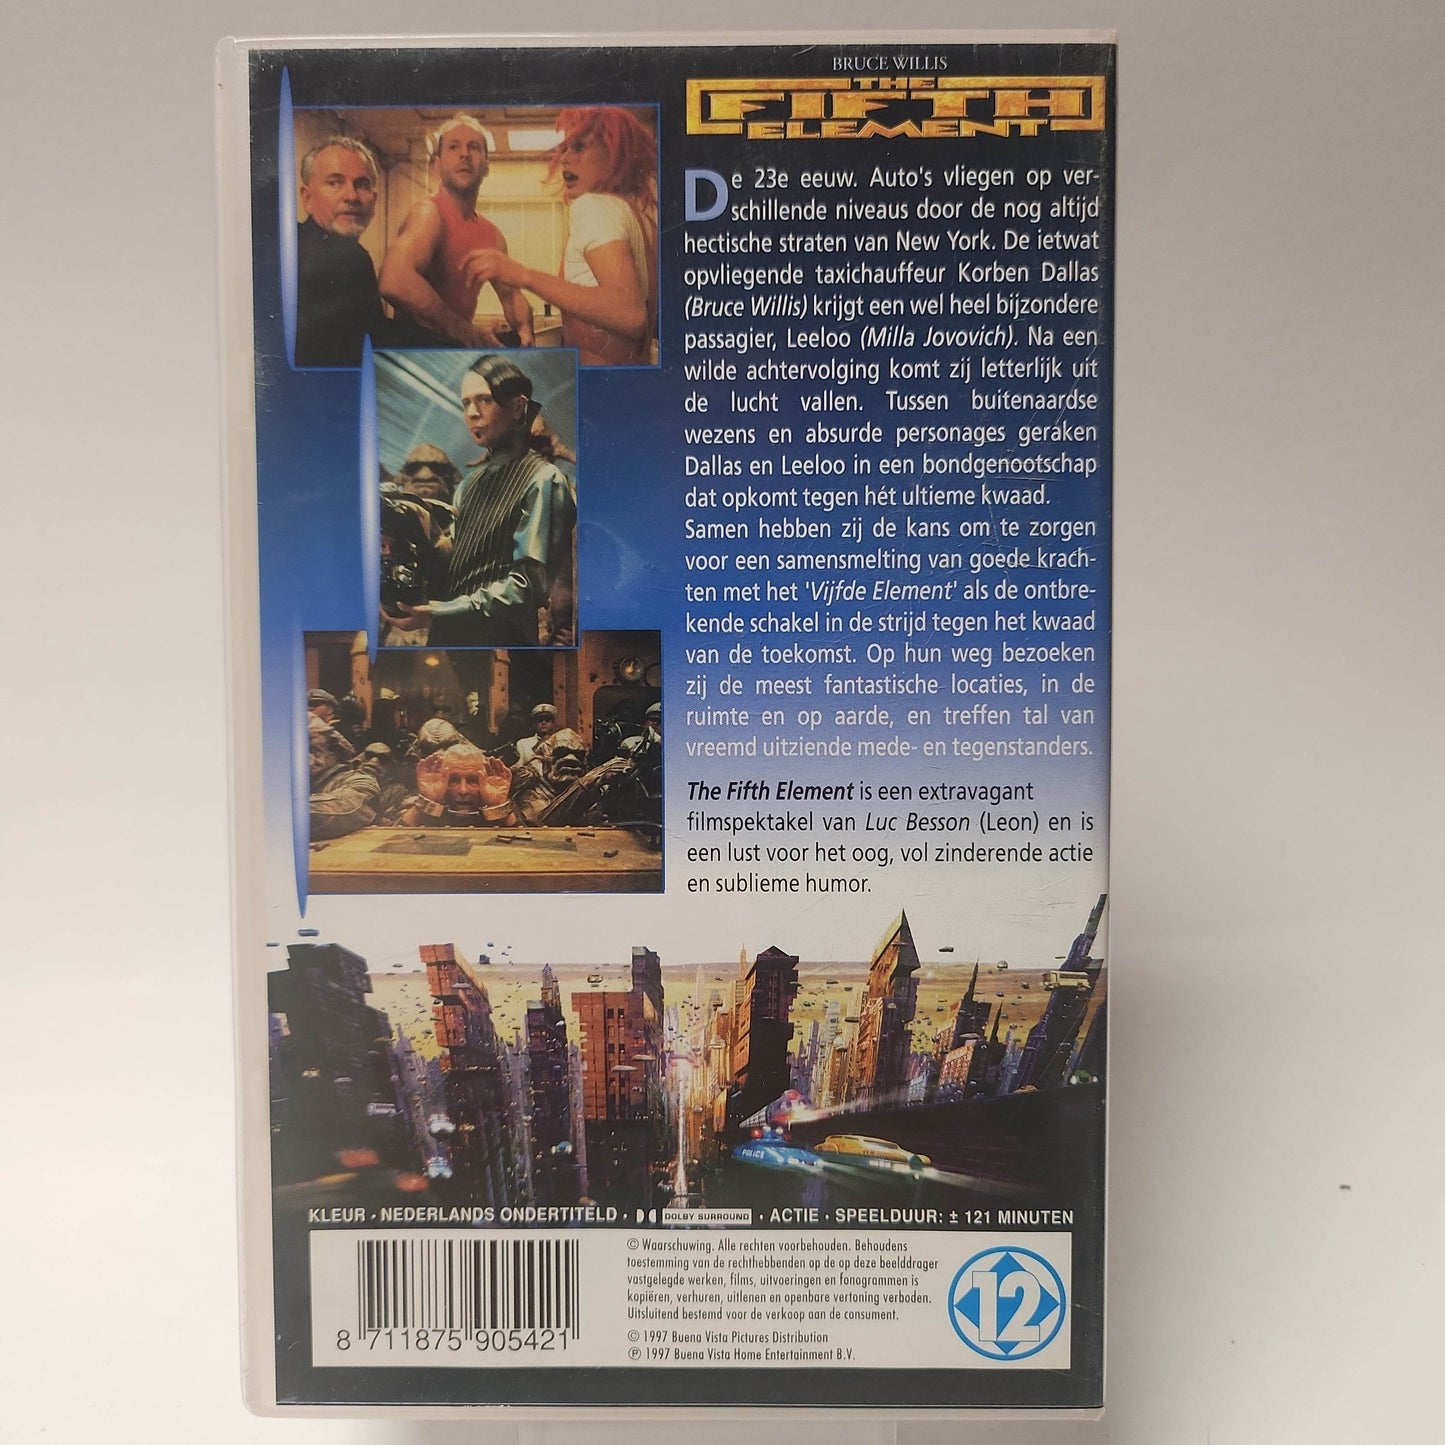 BRUCE WILLIS
THE
FIFTH
ELEMENT
De 23e eeuw. Auto's vliegen op ver-
schillende niveaus door de nog altijd
hectische straten van New York. De ietwat
opvliegende taxichauffeur Korben Dallas
(Bruce Willis) krijgt een wel heel bijzondere
passagier, Leeloo (Milla Jovovich). Na een
wilde achtervolging komt zij letterlijk uit
de lucht vallen. Tussen buitenaardse
wezens en absurde personages geraken
Dallas en Leeloo in een bondgenootschap
dat opkomt tegen hét ultieme kwaad.
Samen hebben zij de kans om te zorgen
voor een samensmelting van goede krach-
ten met het 'Vijfde Element' als de ontbre-
kende schakel in de strijd tegen het kwaad
van de toekomst. Op hun weg bezoeken
zij de meest fantastische locaties, in de
ruimte en op aarde, en treffen tal van
vreemd uitziende mede- en tegenstanders.
The Fifth Element is een extravagant
filmspektakel van Luc Besson (Leon) en is
een lust voor het oog, vol zinderende actie
en sublieme humor.
POLICE
KLEUR · NEDERLANDS ONDERTITELD · DOLBY SURROUND · ACTIE · SPEELDUUR: ± 121 MINUTEN
© Waarschuwing. Alle rechten voorbehouden. Behoudens
toestemming van de rechthebbenden op de op deze beelddrager
vastgelegde werken, films, uitvoeringen en fonogrammen is
kopiëren, verhuren, uitlenen en openbare vertoning verboden.
Uitsluitend bestemd voor de verkoop aan de consument.
© 1997 Buena Vista Pictures Distribution
℗ 1997 Buena Vista Home Entertainment B.V.
8 711875 905421
12